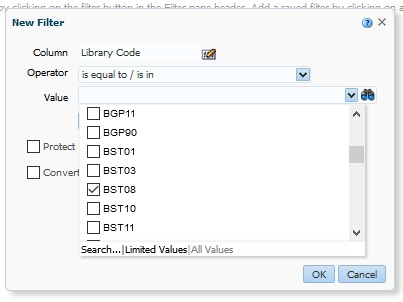 by clicking on the filter button in the Filter pane header. Add a saved filter by clicking on a
New Filter
Column Library Code
Operator is equal to / is in
Value
BGP11
BGP90
Protect BST01
BST03
Convert BST08
BST10
BST11
Search...|Limited Values|All Values
OK Cancel